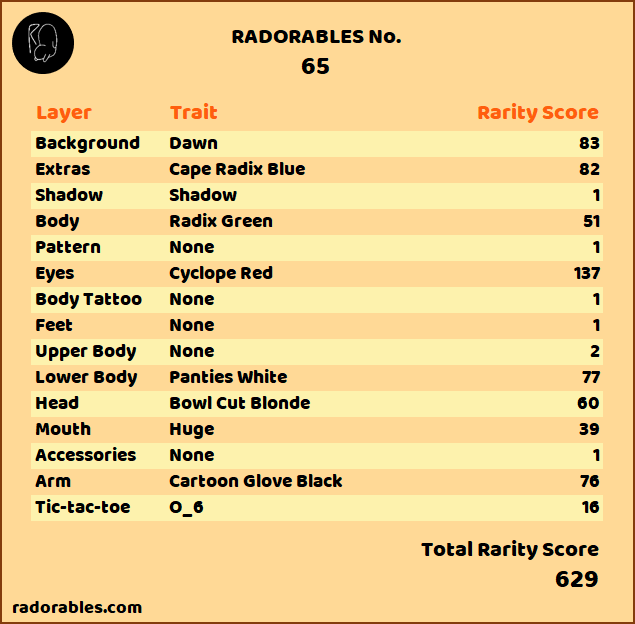 RADORABLES No.
65
Layer Trait Rarity Score
Background Dawn 83
Extras Cape Radix Blue 82
Shadow Shadow 1
Body Radix Green 51
Pattern None 1
Eyes Cyclope Red 137
Body Tattoo None 1
Feet None 1
Upper Body None 2
Lower Body Panties White 77
Head Bowl Cut Blonde 60
Mouth Huge 39
Accessories None 1
Arm Cartoon Glove Black 76
Tic-tac-toe O_6 16
Total Rarity Score
629
radorables.com